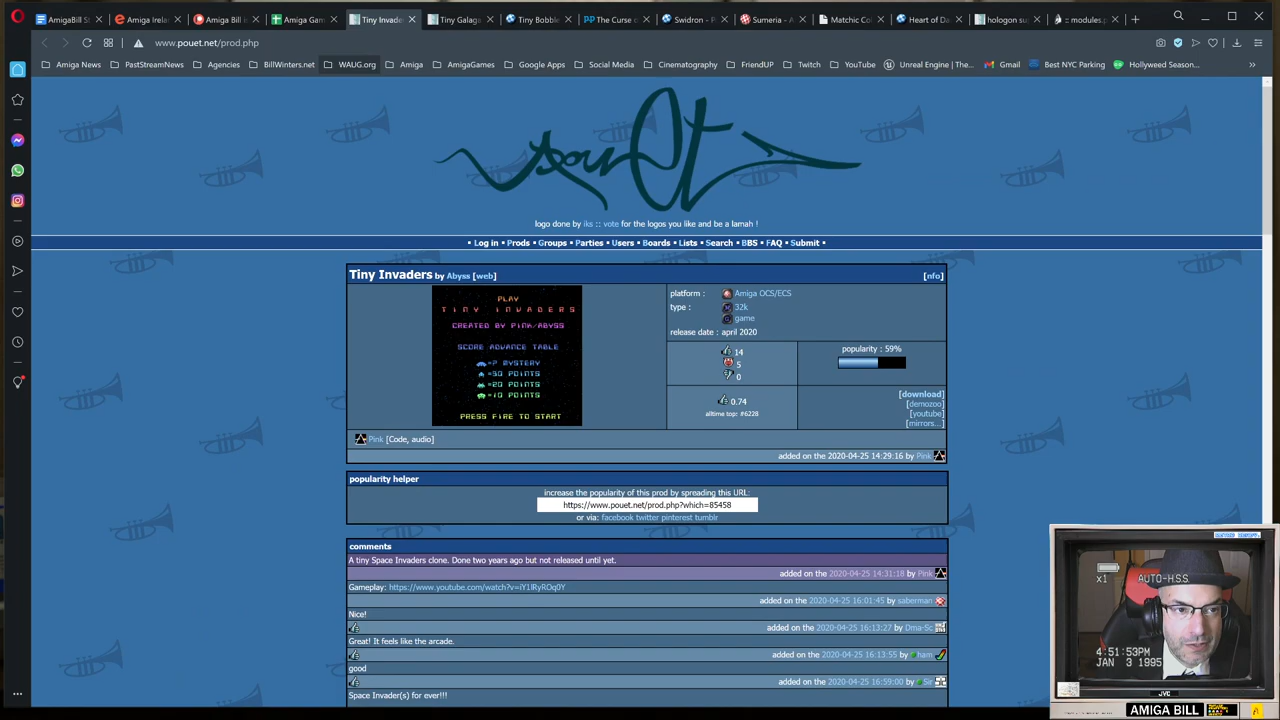 AmigaBill S
Amiga Irelan
Amiga Bill is
Amiga Gam
Tiny Invade
Tiny Galaga
Tiny Bobble
The Curse o
Swidron - P
Sumeria - A
Matchic Col
Heart of Da
hologon su
:: modules.p
www.pouet.net/prod.php
Amiga News
PastStreamNews
Agencies
BillWinters.net
WAUG.org
Amiga
AmigaGames
Google Apps
Social Media
Cinematography
FriendUP
Twitch
YouTube
Unreal Engine | The...
Gmail
Best NYC Parking
Hollyweed Season...
pouët
logo done by iks :: vote for the logos you like and be a lamah !
Log in Prods Groups Parties Users Boards Lists Search BBS FAQ Submit
Tiny Invaders by Abyss [web] [nfo]
PLAY
TINY INVADERS
CREATED BY PINK/ABYSS
SCORE ADVANCE TABLE
=? MYSTERY
=30 POINTS
=20 POINTS
=10 POINTS
PRESS FIRE TO START
platform : Amiga OCS/ECS
type : 32k
game
release date : april 2020
14
5
0
popularity : 59%
0.74
alltime top: #6228
[download]
[demozoo]
[youtube]
[mirrors...]
Pink [Code, audio]
added on the 2020-04-25 14:29:16 by Pink
popularity helper
increase the popularity of this prod by spreading this URL:
https://www.pouet.net/prod.php?which=85458
or via: facebook twitter pinterest tumblr
comments
A tiny Space Invaders clone. Done two years ago but not released until yet.
added on the 2020-04-25 14:31:18 by Pink
Gameplay: https://www.youtube.com/watch?v=iY1lRyROq0Y
added on the 2020-04-25 16:01:45 by saberman
Nice!
added on the 2020-04-25 16:13:27 by Dma-Sc
Great! It feels like the arcade.
added on the 2020-04-25 16:13:55 by ham
good
added on the 2020-04-25 16:59:00 by Sir
Space Invader(s) for ever!!!
x1 AUTO-HSS
4:51:53PM
JAN 3 1995
JVC
AMIGA BILL